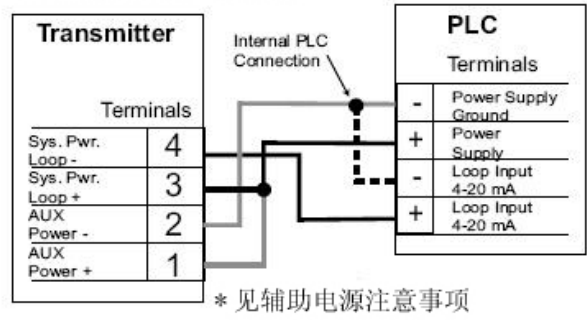 Transmitter
Terminals
Sys. Pwr.
Loop -
4
Sys. Pwr.
Loop +
3
AUX
Power -
2
AUX
Power +
1
Internal PLC
Connection
PLC
Terminals
-
Power Supply
Ground
+
Power
Supply
-
Loop Input
4-20 mA
+
Loop Input
4-20 mA
* 见辅助电源注意事项